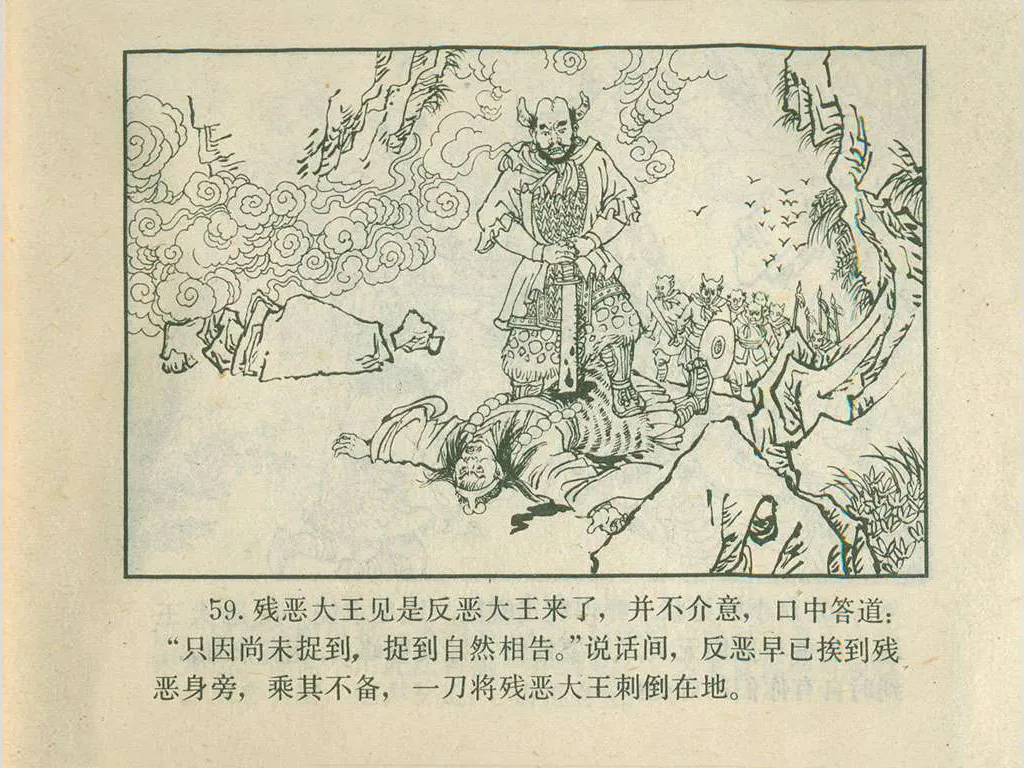 59. 残恶大王见是反恶大王来了，并不介意，口中答道：
“只因尚未捉到，捉到自然相告。”说话间，反恶早已挨到残
恶身旁，乘其不备，一刀将残恶大王刺倒在地。